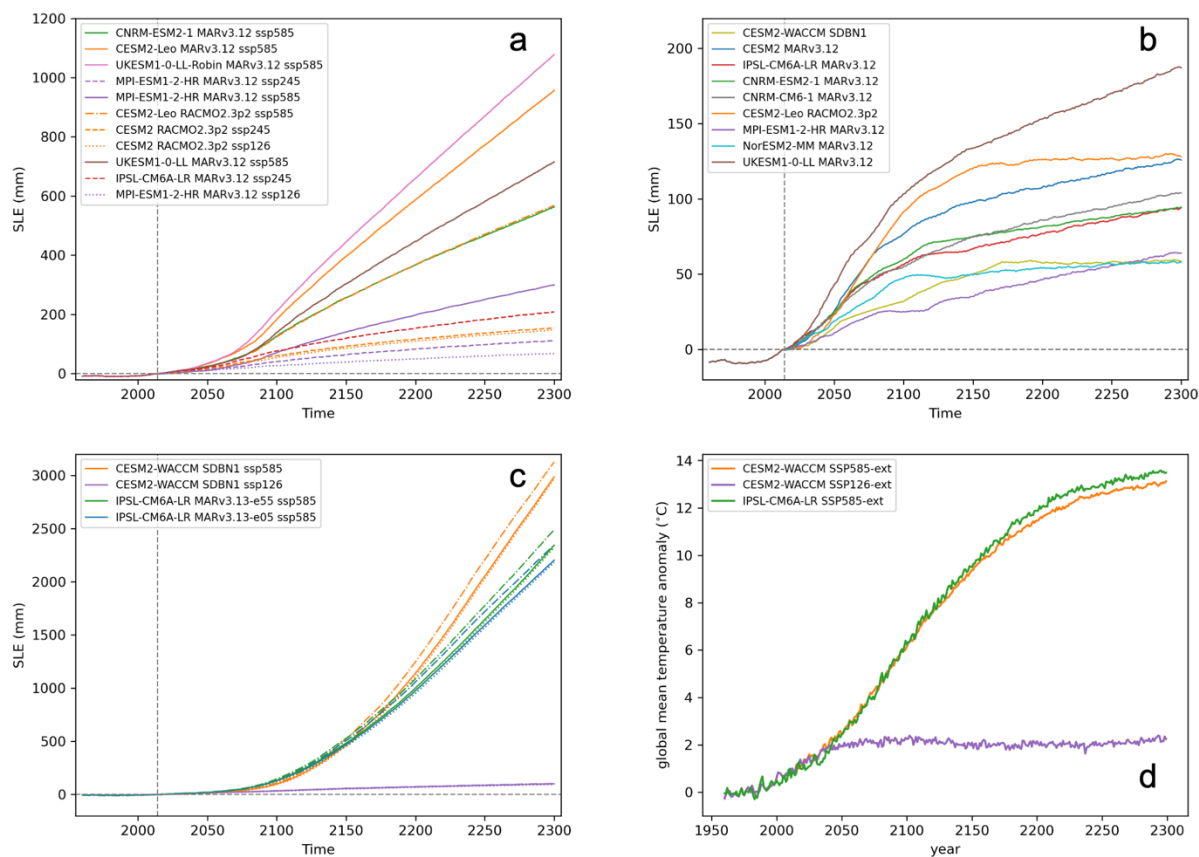 a
CNRM-ESM2-1 MARv3.12 ssp585
CESM2-Leo MARv3.12 ssp585
UKESM1-0-LL-Robin MARv3.12 ssp585
MPI-ESM1-2-HR MARv3.12 ssp245
MPI-ESM1-2-HR MARv3.12 ssp585
CESM2-Leo RACMO2.3p2 ssp585
CESM2 RACMO2.3p2 ssp245
CESM2 RACMO2.3p2 ssp126
UKESM1-0-LL MARv3.12 ssp585
IPSL-CM6A-LR MARv3.12 ssp245
MPI-ESM1-2-HR MARv3.12 ssp126
SLE (mm)
1200
1000
800
600
400
200
0
2000
2050
2100
2150
2200
2250
2300
Time
b
CESM2-WACCM SDBN1
CESM2 MARv3.12
IPSL-CM6A-LR MARv3.12
CNRM-ESM2-1 MARv3.12
CNRM-CM6-1 MARv3.12
CESM2-Leo RACMO2.3p2
MPI-ESM1-2-HR MARv3.12
NorESM2-MM MARv3.12
UKESM1-0-LL MARv3.12
SLE (mm)
200
150
100
50
0
2000
2050
2100
2150
2200
2250
2300
Time
c
CESM2-WACCM SDBN1 ssp585
CESM2-WACCM SDBN1 ssp126
IPSL-CM6A-LR MARv3.13-e55 ssp585
IPSL-CM6A-LR MARv3.13-e05 ssp585
SLE (mm)
3000
2500
2000
1500
1000
500
0
2000
2050
2100
2150
2200
2250
2300
Time
CESM2-WACCM SSP585-ext
CESM2-WACCM SSP126-ext
IPSL-CM6A-LR SSP585-ext
global mean temperature anomaly (°C)
14
12
10
8
6
4
2
0
d
1950
2000
2050
2100
2150
2200
2250
2300
year